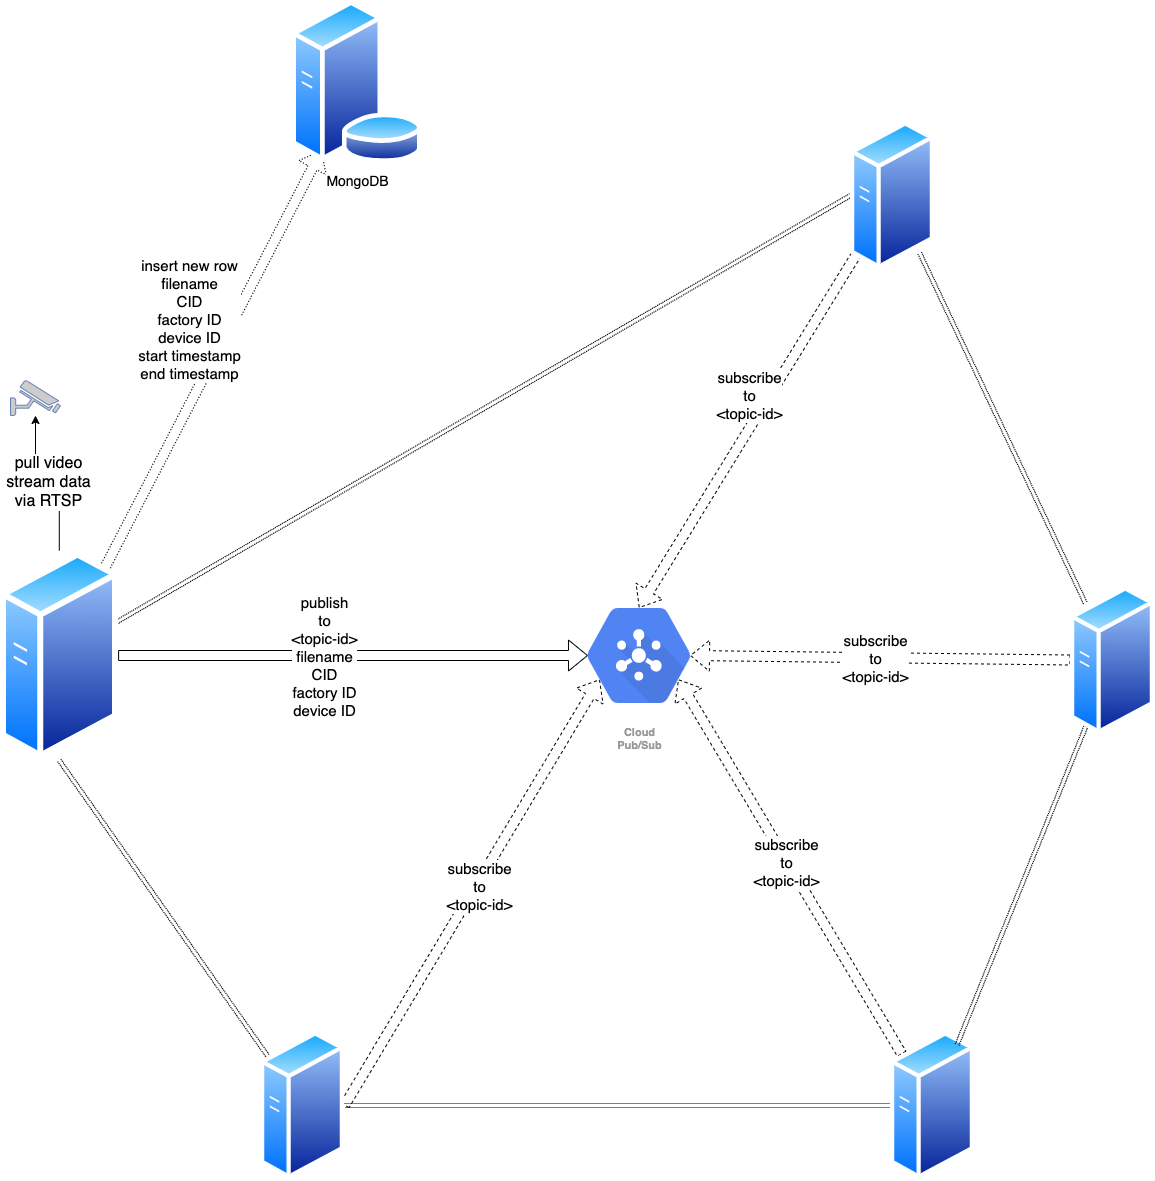 MongoDB
insert new row
filename
CID
factory ID
device ID
start timestamp
end timestamp
subscribe
to
<topic-id>
pull video
stream data
via RTSP
publish
to
<topic-id>
filename
CID
factory ID
device ID
subscribe
to
<topic-id>
Cloud
Pub/Sub
subscribe
to
<topic-id>
subscribe
to
<topic-id>